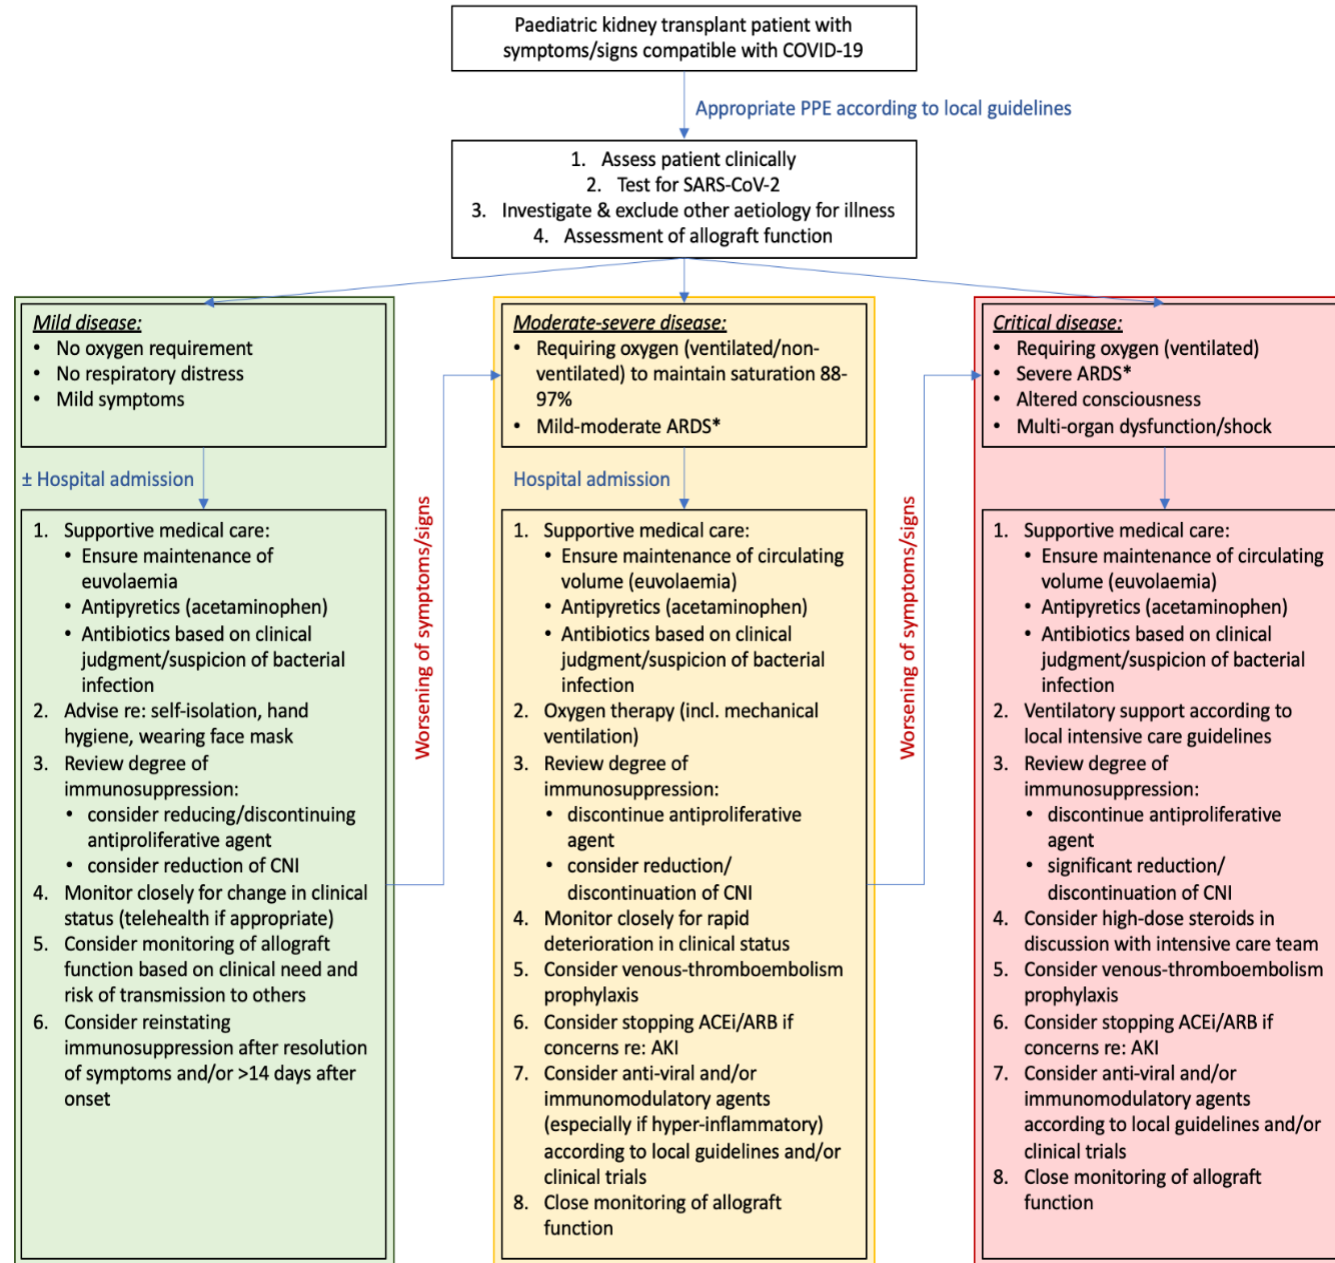 Paediatric kidney transplant patient with
symptoms/signs compatible with COVID-19
Appropriate PPE according to local guidelines
1. Assess patient clinically
2. Test for SARS-CoV-2
3. Investigate & exclude other aetiology for illness
4. Assessment of allograft function
Mild disease:
• No oxygen requirement
• No respiratory distress
• Mild symptoms
± Hospital admission
1. Supportive medical care:
• Ensure maintenance of
euvolaemia
• Antipyretics (acetaminophen)
• Antibiotics based on clinical
judgment/suspicion of bacterial
infection
2. Advise re: self-isolation, hand
hygiene, wearing face mask
3. Review degree of
immunosuppression:
• consider reducing/discontinuing
antiproliferative agent
• consider reduction of CNI
4. Monitor closely for change in clinical
status (telehealth if appropriate)
5. Consider monitoring of allograft
function based on clinical need and
risk of transmission to others
6. Consider reinstating
immunosuppression after resolution
of symptoms and/or >14 days after
onset
Worsening of symptoms/signs
Moderate-severe disease:
• Requiring oxygen (ventilated/non-
ventilated) to maintain saturation 88-
97%
• Mild-moderate ARDS*
Hospital admission
1. Supportive medical care:
• Ensure maintenance of circulating
volume (euvolaemia)
• Antipyretics (acetaminophen)
• Antibiotics based on clinical
judgment/suspicion of bacterial
infection
2. Oxygen therapy (incl. mechanical
ventilation)
3. Review degree of
immunosuppression:
• discontinue antiproliferative
agent
• consider reduction/
discontinuation of CNI
4. Monitor closely for rapid
deterioration in clinical status
5. Consider venous-thromboembolism
prophylaxis
6. Consider stopping ACEi/ARB if
concerns re: AKI
7. Consider anti-viral and/or
immunomodulatory agents
(especially if hyper-inflammatory)
according to local guidelines and/or
clinical trials
8. Close monitoring of allograft
function
Worsening of symptoms/signs
Critical disease:
• Requiring oxygen (ventilated)
• Severe ARDS*
• Altered consciousness
• Multi-organ dysfunction/shock
1. Supportive medical care:
• Ensure maintenance of circulating
volume (euvolaemia)
• Antipyretics (acetaminophen)
• Antibiotics based on clinical
judgment/suspicion of bacterial
infection
2. Ventilatory support according to
local intensive care guidelines
3. Review degree of
immunosuppression:
• discontinue antiproliferative
agent
• significant reduction/
discontinuation of CNI
4. Consider high-dose steroids in
discussion with intensive care team
5. Consider venous-thromboembolism
prophylaxis
6. Consider stopping ACEi/ARB if
concerns re: AKI
7. Consider anti-viral and/or
immunomodulatory agents
according to local guidelines and/or
clinical trials
8. Close monitoring of allograft
function